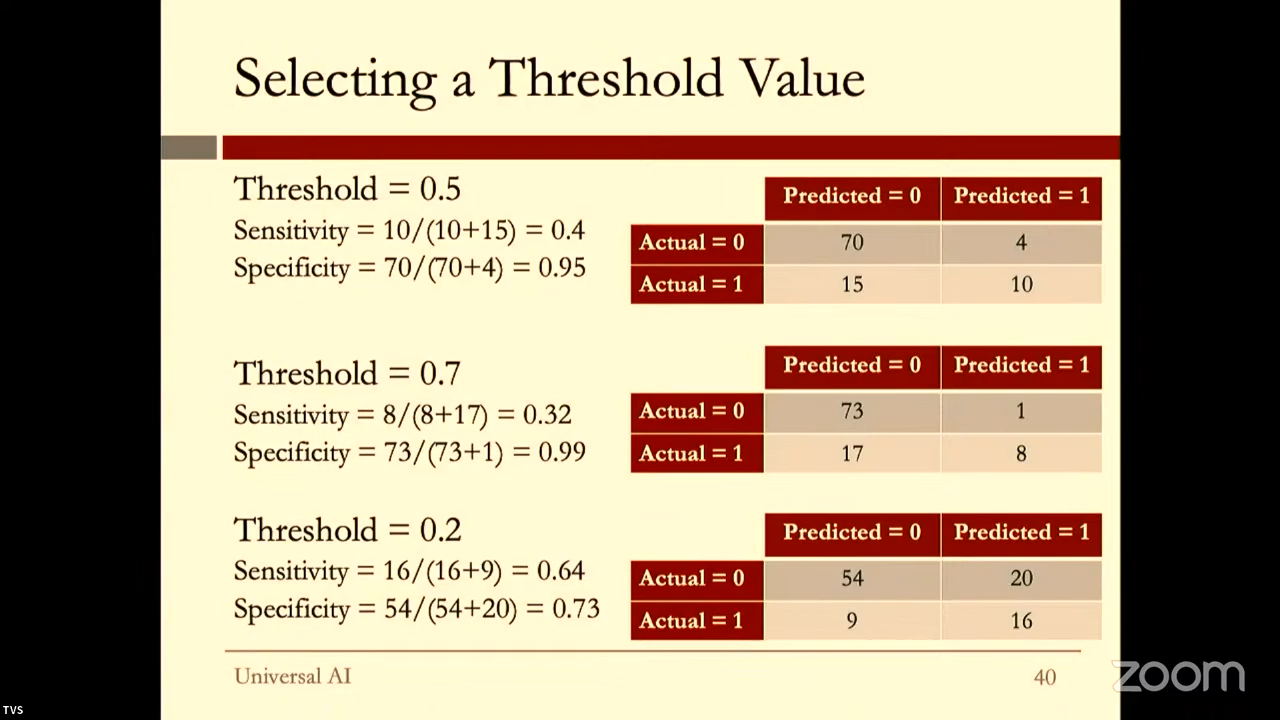 Selecting a Threshold Value
Threshold = 0.5
Sensitivity = 10/(10+15) = 0.4
Specificity = 70/(70+4) = 0.95
Predicted = 0 Predicted = 1
Actual = 0 70 4
Actual = 1 15 10
Threshold = 0.7
Sensitivity = 8/(8+17) = 0.32
Specificity = 73/(73+1) = 0.99
Predicted = 0 Predicted = 1
Actual = 0 73 1
Actual = 1 17 8
Threshold = 0.2
Sensitivity = 16/(16+9) = 0.64
Specificity = 54/(54+20) = 0.73
Predicted = 0 Predicted = 1
Actual = 0 54 20
Actual = 1 9 16
Universal AI 40
zoom
TVS